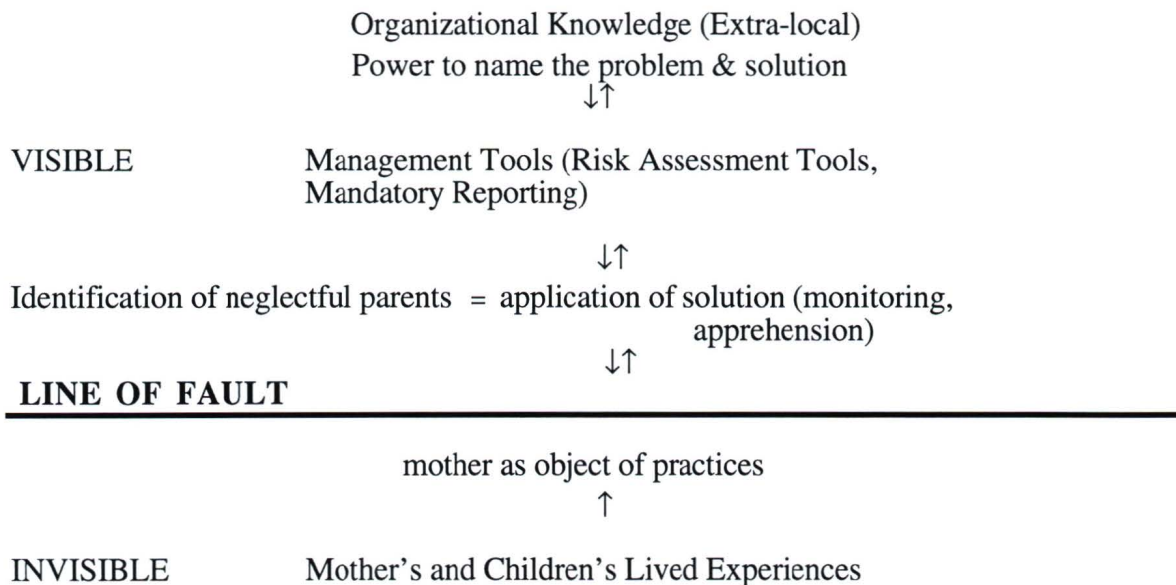 Organizational Knowledge (Extra-local)
Power to name the problem & solution
↓↑
VISIBLE Management Tools (Risk Assessment Tools,
Mandatory Reporting)
↓↑
Identification of neglectful parents = application of solution (monitoring,
apprehension)
↓↑
LINE OF FAULT
mother as object of practices
↑
INVISIBLE Mother's and Children's Lived Experiences